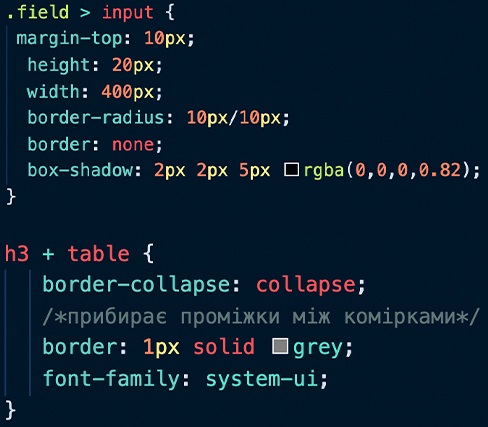 .field > input {
margin-top: 10px;
height: 20px;
width: 400px;
border-radius: 10px/10px;
border: none;
box-shadow: 2px 2px 5px rgba(0,0,0,0.82);
}
h3 + table {
border-collapse: collapse;
/*прибирає проміжки між комірками*/
border: 1px solid grey;
font-family: system-ui;
}